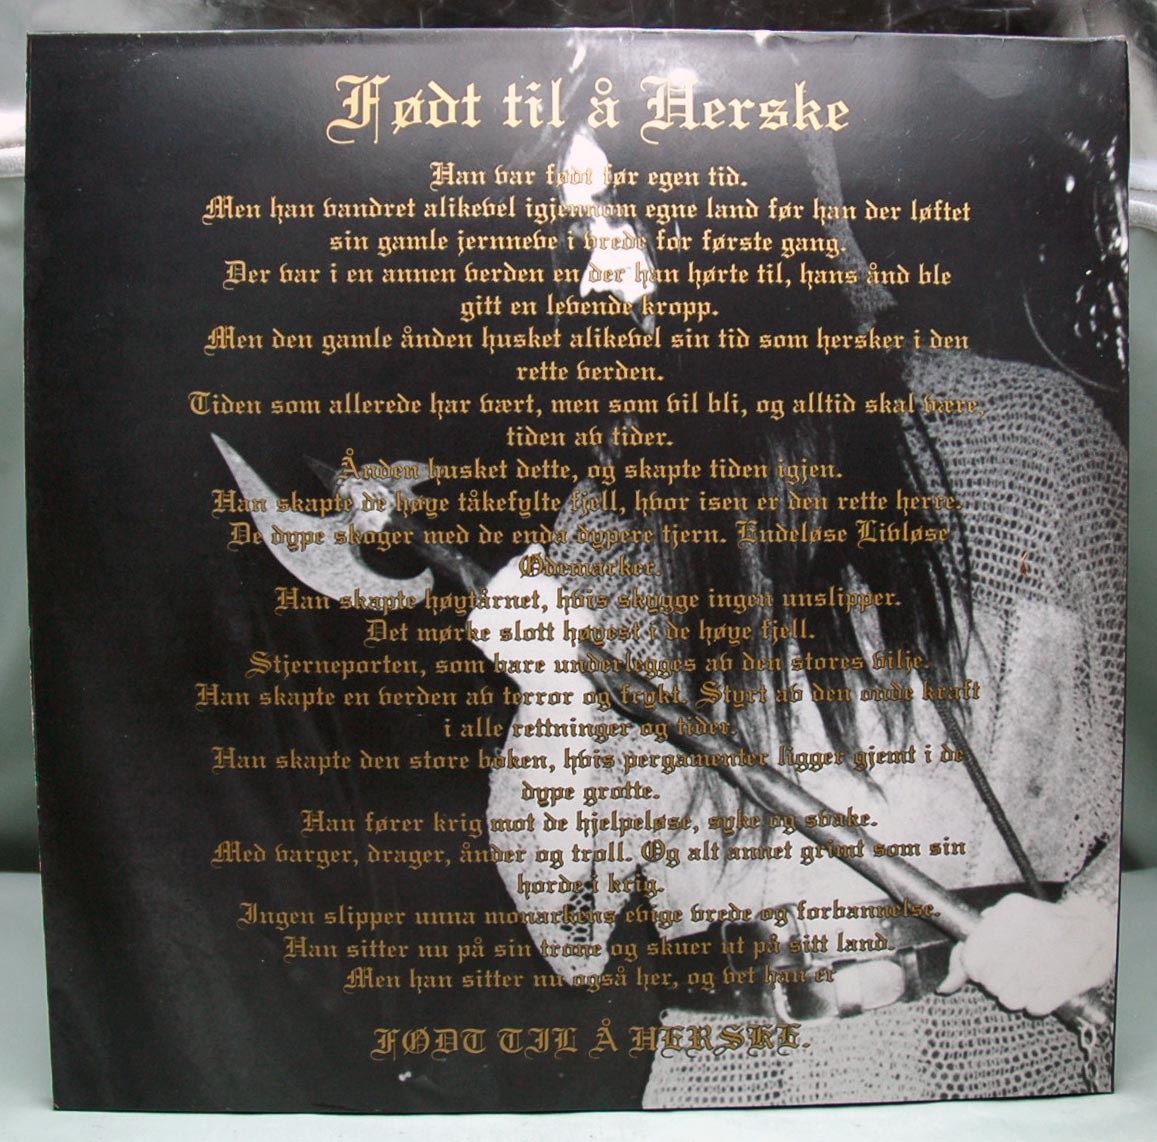 Født til å Herske
Han var født før egen tid.
Men han vandret alikevel igjennom egne land før han der løftet
sin gamle jernneve i vrede for første gang.
Der var i en annen verden en der han hørte til, hans ånd ble
gitt en levende kropp.
Men den gamle ånden husket alikevel sin tid som hersker i den
rette verden.
Tiden som allerede har vært, men som vil bli, og alltid skal være,
tiden av tider.
Ånden husket dette, og skapte tiden igjen.
Han skapte de høye tåkefylte fjell, hvor isen er den rette herre.
De dype skoger med de enda dypere tjern. Endeløse Livløse
Ødemarker.
Han skapte høytårnet, hvis skygge ingen unslipper.
Det mørke slott høyest i de høye fjell.
Stjerneporten, som bare underlegges av den stores vilje.
Han skapte en verden av terror og frykt. Styrt av den onde kraft
i alle rettninger og tider.
Han skapte den store boken, hvis pergamenter ligger gjemt i de
dype grotte.
Han fører krig mot de hjelpeløse, syke og svake.
Med varger, drager, ånder og troll. Og alt annet grimt som sin
horde i krig.
Ingen slipper unna monarkens evige vrede og forbannelse.
Han sitter nu på sin trone og skuer ut på sitt land.
Men han sitter nu også her, og vet han er
FØDT TIL Å HERSKE.